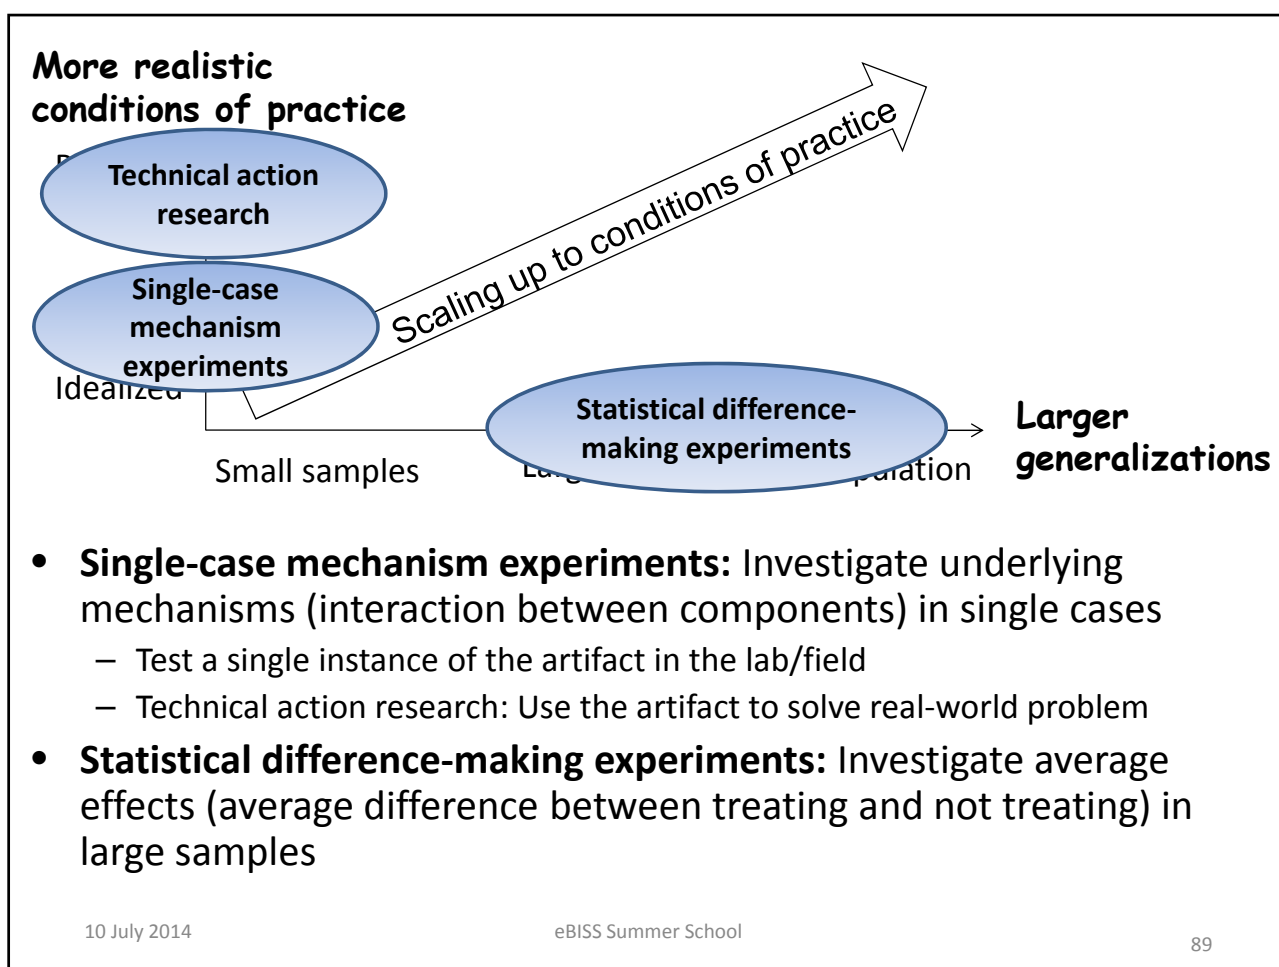 More realistic
conditions of practice
Technical action
research
Scaling up to conditions of practice
Single-case
mechanism
experiments
Idealized
Statistical difference-
making experiments
Larger
generalizations
Small samples
• Single-case mechanism experiments: Investigate underlying
mechanisms (interaction between components) in single cases
– Test a single instance of the artifact in the lab/field
– Technical action research: Use the artifact to solve real-world problem
• Statistical difference-making experiments: Investigate average
effects (average difference between treating and not treating) in
large samples
10 July 2014
eBISS Summer School
89